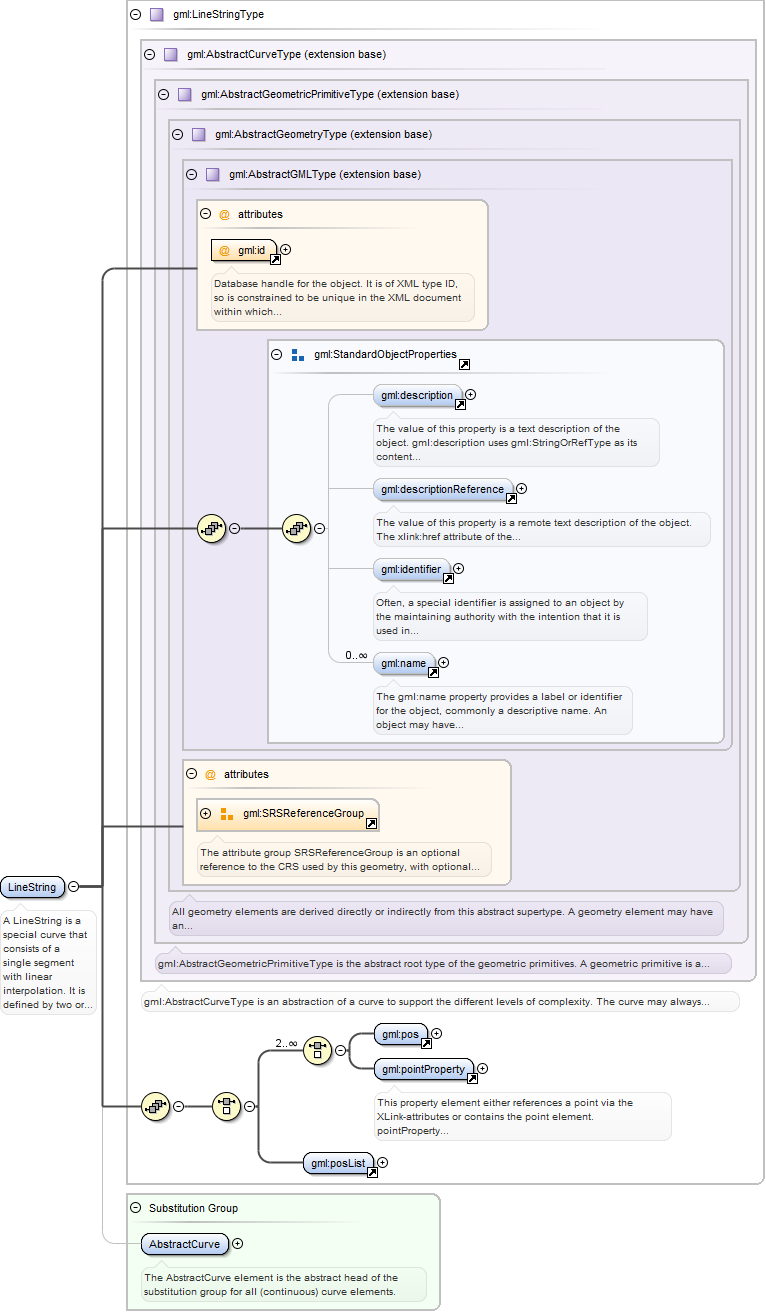 gml:LineStringType
gml:AbstractCurveType (extension base)
gml:AbstractGeometricPrimitiveType (extension base)
gml:AbstractGeometryType (extension base)
gml:AbstractGMLType (extension base)
@ attributes
@ gml:id
Database handle for the object. It is of XML type ID,
so is constrained to be unique in the XML document
within which...
gml:StandardObjectProperties
gml:description
The value of this property is a text description of the
object. gml:description uses gml:StringOrRefType as its
content...
gml:descriptionReference
The value of this property is a remote text description of the object.
The xlink:href attribute of the...
gml:identifier
Often, a special identifier is assigned to an object by
the maintaining authority with the intention that it is
used in...
0..∞
gml:name
The gml:name property provides a label or identifier
for the object, commonly a descriptive name. An
object may have...
@ attributes
gml:SRSReferenceGroup
The attribute group SRSReferenceGroup is an optional
reference to the CRS used by this geometry, with optional...
LineString
A LineString is a
special curve that
consists of a
single segment
with linear
interpolation. It is
defined by two or...
All geometry elements are derived directly or indirectly from this abstract supertype. A geometry element may have
an...
gml:AbstractGeometricPrimitiveType is the abstract root type of the geometric primitives. A geometric primitive is a...
gml:AbstractCurveType is an abstraction of a curve to support the different levels of complexity. The curve may always...
2..∞
gml:pos
gml:pointProperty
This property element either references a point via the
XLink-attributes or contains the point element.
pointProperty...
gml:posList
Substitution Group
AbstractCurve
The AbstractCurve element is the abstract head of the
substitution group for all (continuous) curve elements.